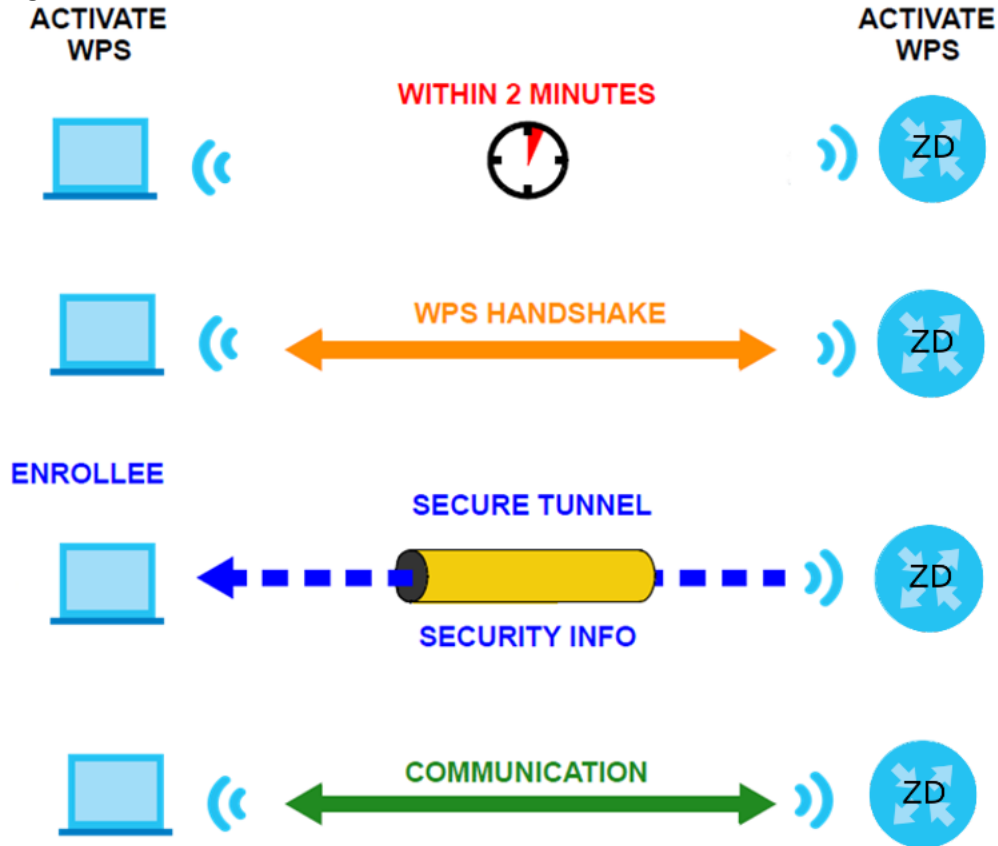 ACTIVATE
WPS
ACTIVATE
WPS
WITHIN 2 MINUTES
ZD
WPS HANDSHAKE
ZD
ENROLLEE
SECURE TUNNEL
ZD
SECURITY INFO
COMMUNICATION
ZD